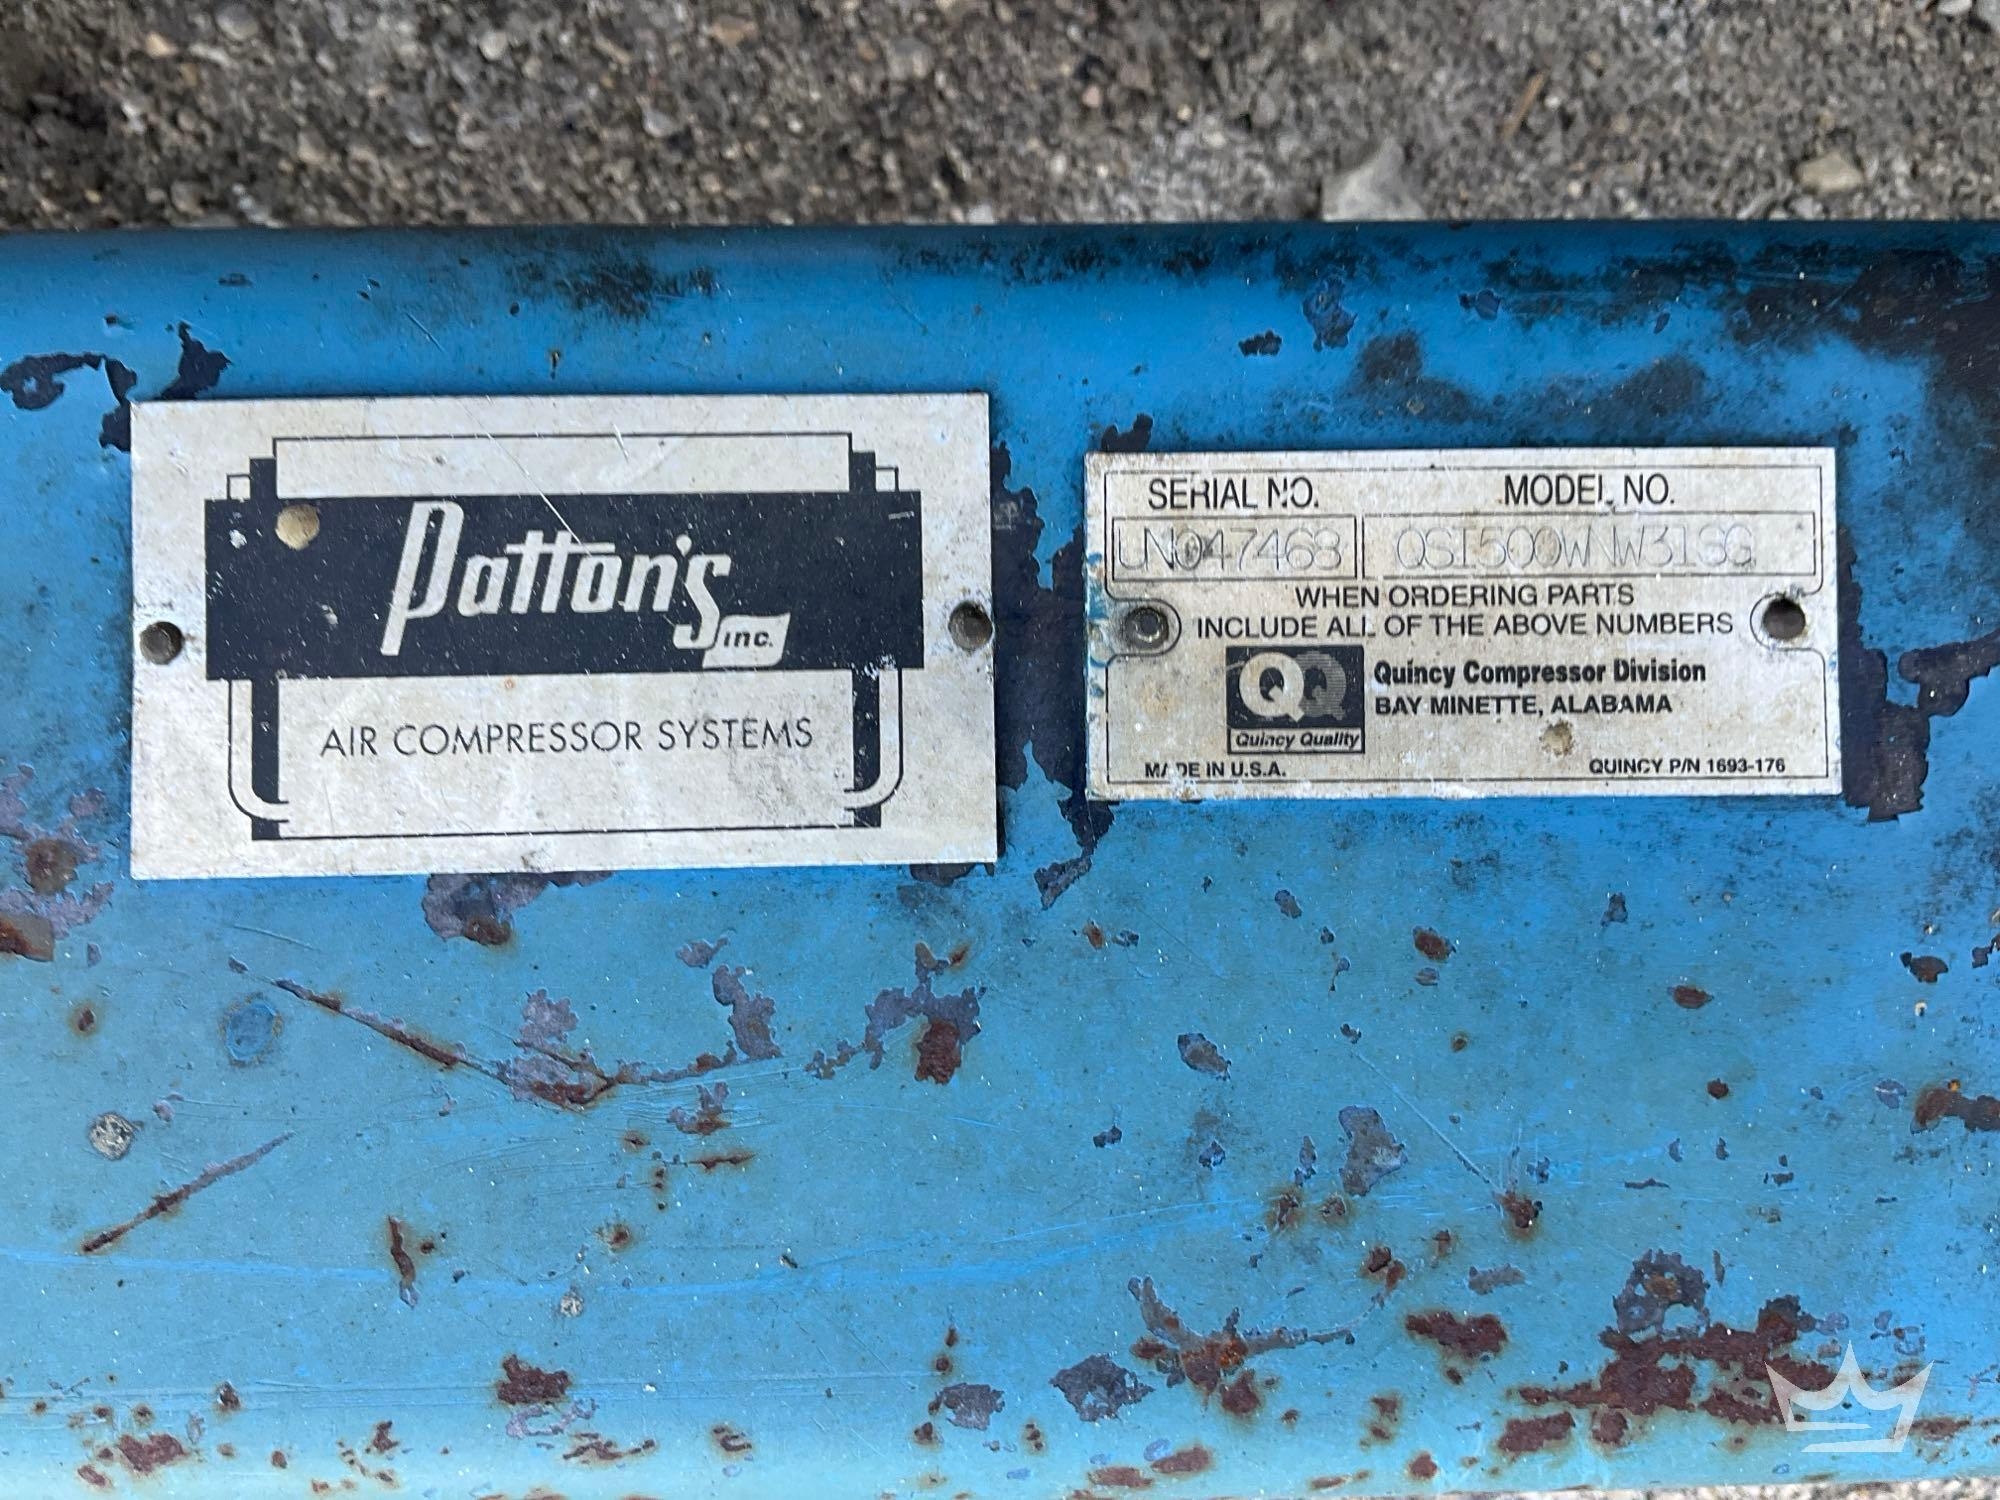 Patton's
INC.
AIR COMPRESSOR SYSTEMS
SERIAL NO. MODEL NO.
UN047468 QSI500WNW31SG
WHEN ORDERING PARTS
INCLUDE ALL OF THE ABOVE NUMBERS
QQ Quincy Compressor Division
BAY MINETTE, ALABAMA
Quincy Quality
MADE IN U.S.A. QUINCY P/N 1693-176